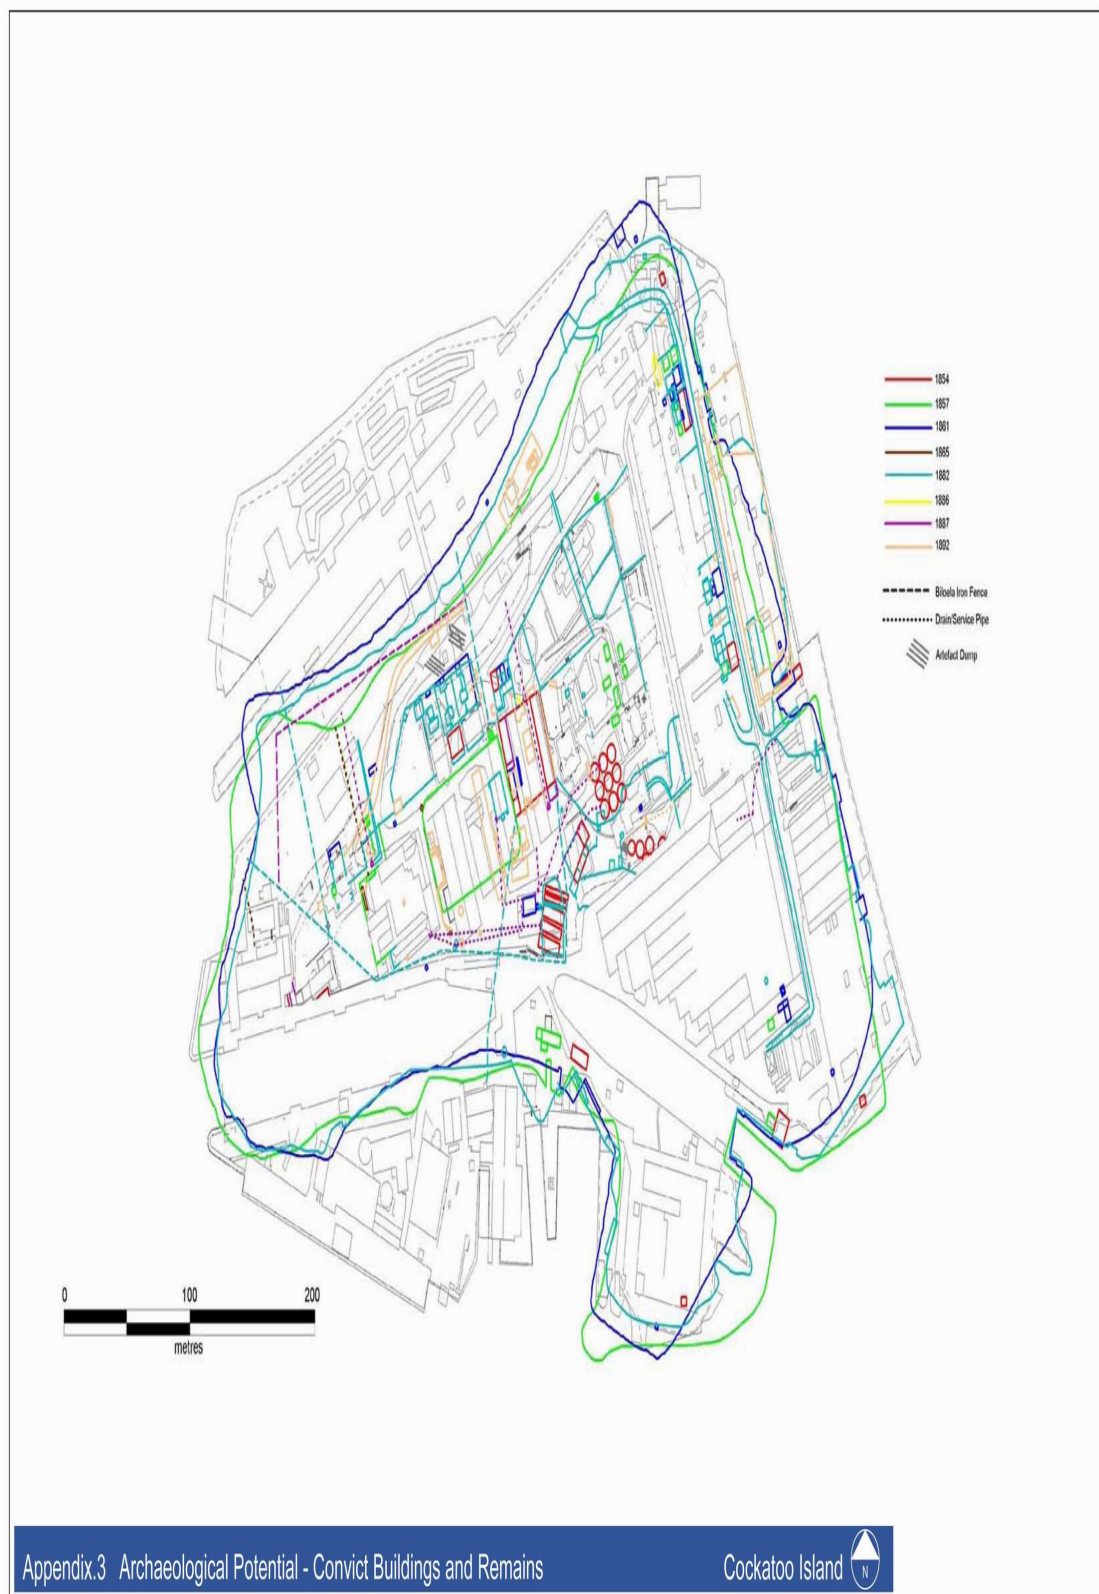 1854
1857
1861
1865
1882
1886
1887
1892
Biloela Iron Fence
Drain/Service Pipe
Artefact Dump
0 100 200
metres
Appendix.3 Archaeological Potential - Convict Buildings and Remains Cockatoo Island N